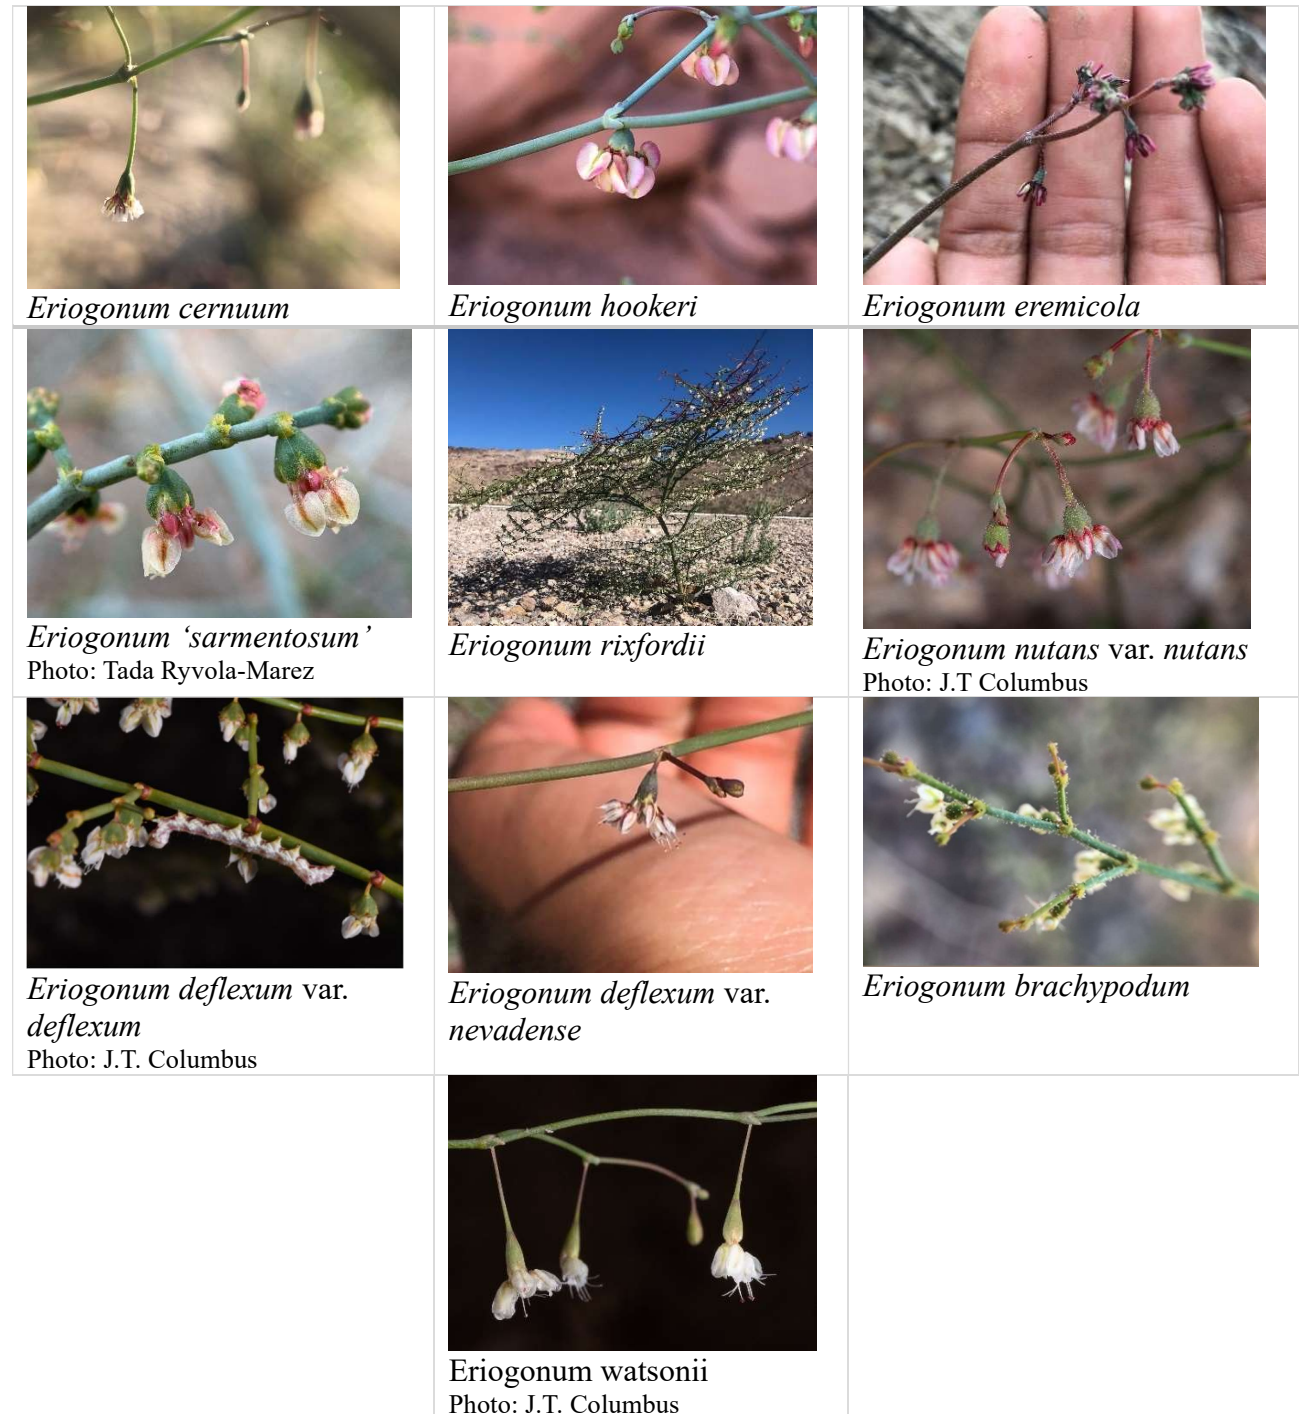 Eriogonum cernuum
Eriogonum hookeri
Eriogonum eremicola
Eriogonum ‘sarmentosum’
Photo: Tada Ryvola-Marez
Eriogonum rixfordii
Eriogonum nutans var. nutans
Photo: J.T Columbus
Eriogonum deflexum var.
deflexum
Photo: J.T. Columbus
Eriogonum deflexum var.
nevadense
Eriogonum brachypodum
Eriogonum watsonii
Photo: J.T. Columbus